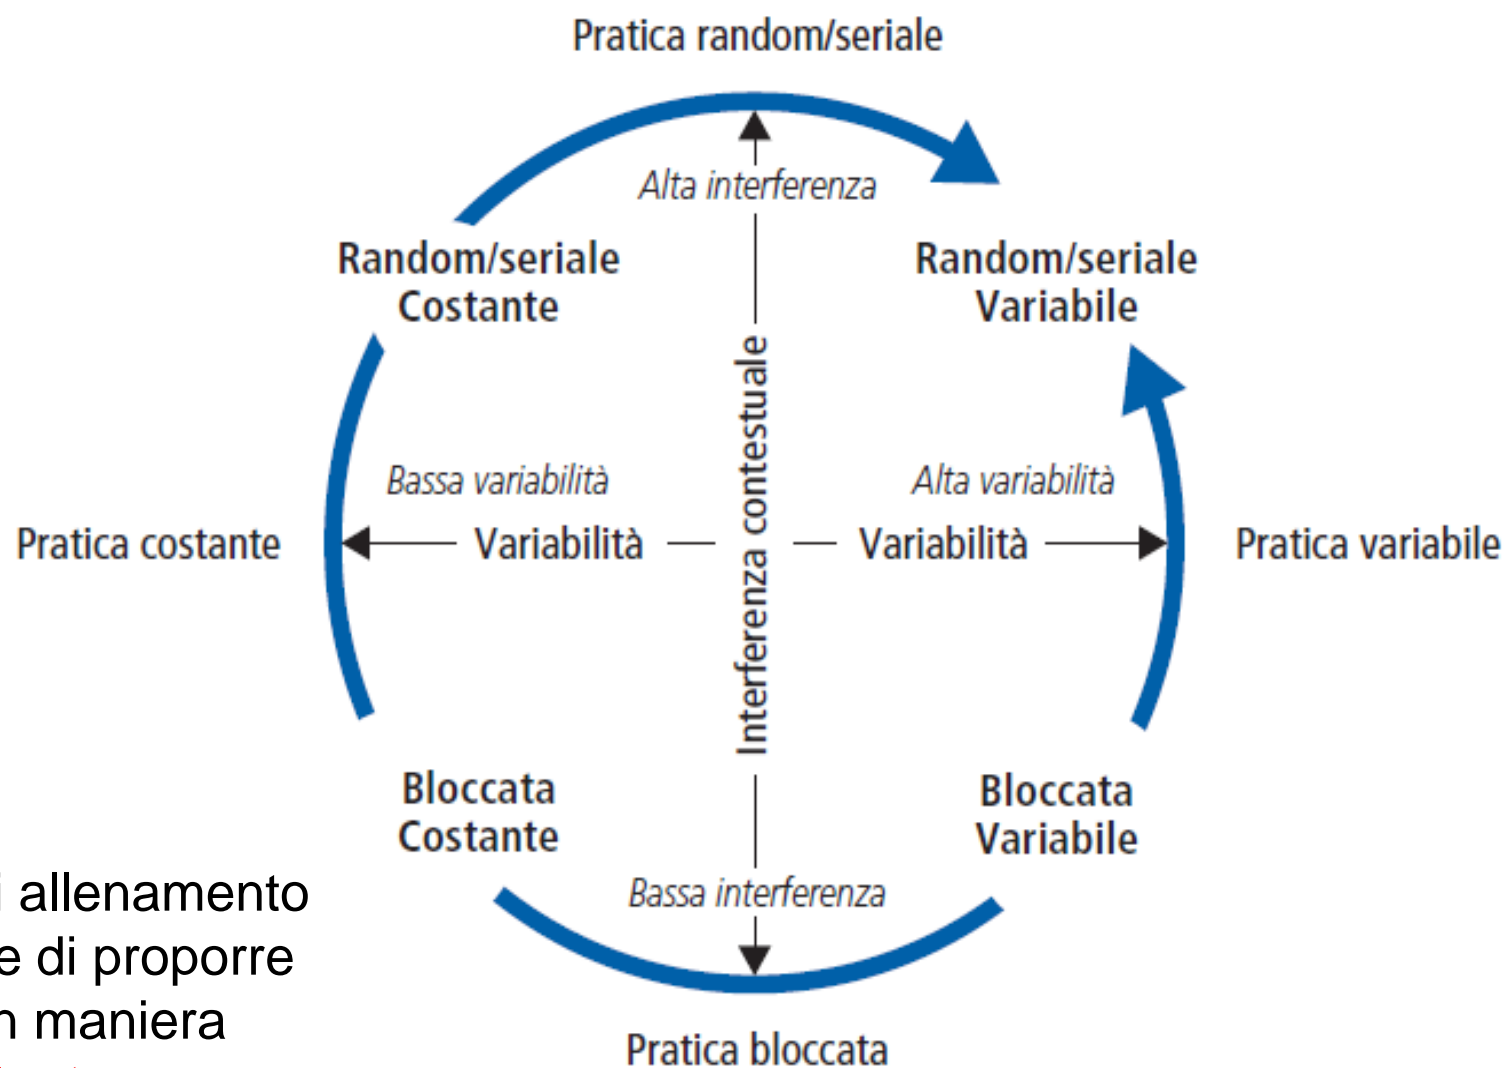 Pratica random/seriale
Alta interferenza
Random/seriale
Costante
Random/seriale
Variabile
Interferenza contestuale
Bassa variabilità
Alta variabilità
Pratica costante
Variabilità
Variabilità
Pratica variabile
Bloccata
Costante
Bloccata
Variabile
Bassa interferenza
i allenamento
e di proporre
n maniera
Pratica bloccata